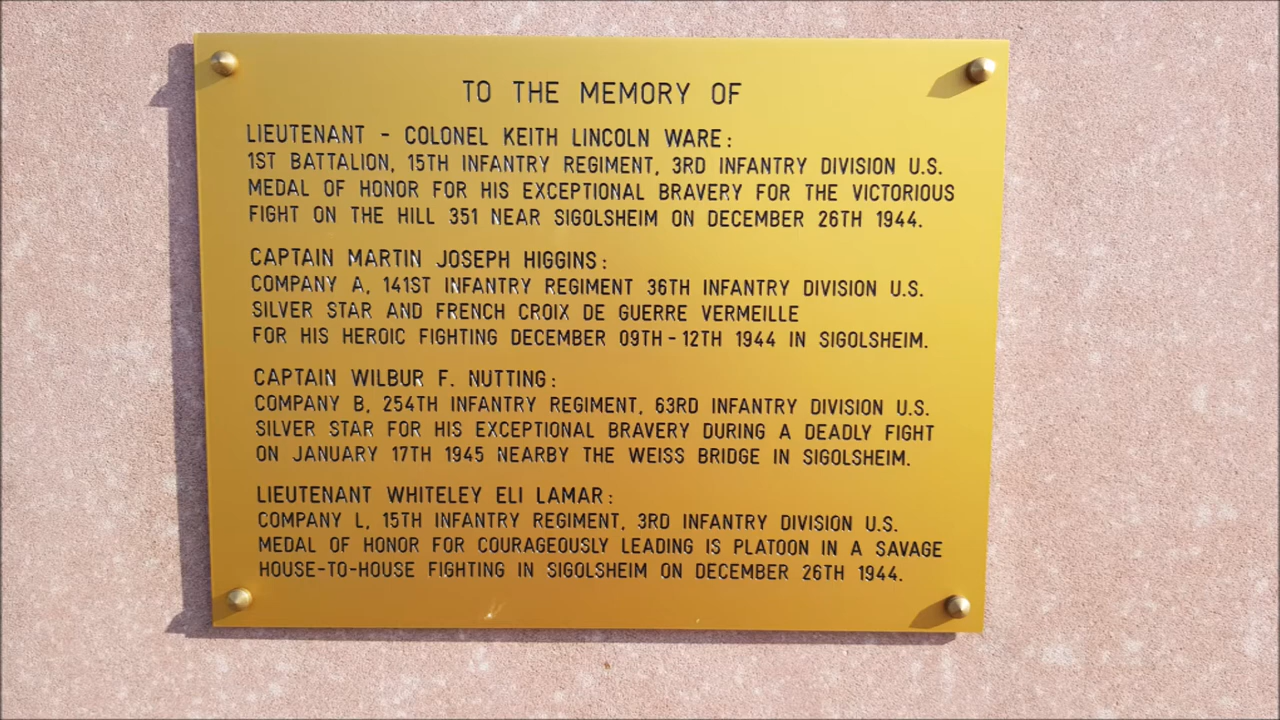 TO THE MEMORY OF
LIEUTENANT - COLONEL KEITH LINCOLN WARE:
1ST BATTALION, 15TH INFANTRY REGIMENT, 3RD INFANTRY DIVISION U.S.
MEDAL OF HONOR FOR HIS EXCEPTIONAL BRAVERY FOR THE VICTORIOUS
FIGHT ON THE HILL 351 NEAR SIGOLSHEIM ON DECEMBER 26TH 1944.
CAPTAIN MARTIN JOSEPH HIGGINS:
COMPANY A, 141ST INFANTRY REGIMENT 36TH INFANTRY DIVISION U.S.
SILVER STAR AND FRENCH CROIX DE GUERRE VERMEILLE
FOR HIS HEROIC FIGHTING DECEMBER 09TH-12TH 1944 IN SIGOLSHEIM.
CAPTAIN WILBUR F. NUTTING:
COMPANY B, 254TH INFANTRY REGIMENT, 63RD INFANTRY DIVISION U.S.
SILVER STAR FOR HIS EXCEPTIONAL BRAVERY DURING A DEADLY FIGHT
ON JANUARY 17TH 1945 NEARBY THE WEISS BRIDGE IN SIGOLSHEIM.
LIEUTENANT WHITELEY ELI LAMAR:
COMPANY L, 15TH INFANTRY REGIMENT, 3RD INFANTRY DIVISION U.S.
MEDAL OF HONOR FOR COURAGEOUSLY LEADING IS PLATOON IN A SAVAGE
HOUSE-TO-HOUSE FIGHTING IN SIGOLSHEIM ON DECEMBER 26TH 1944.